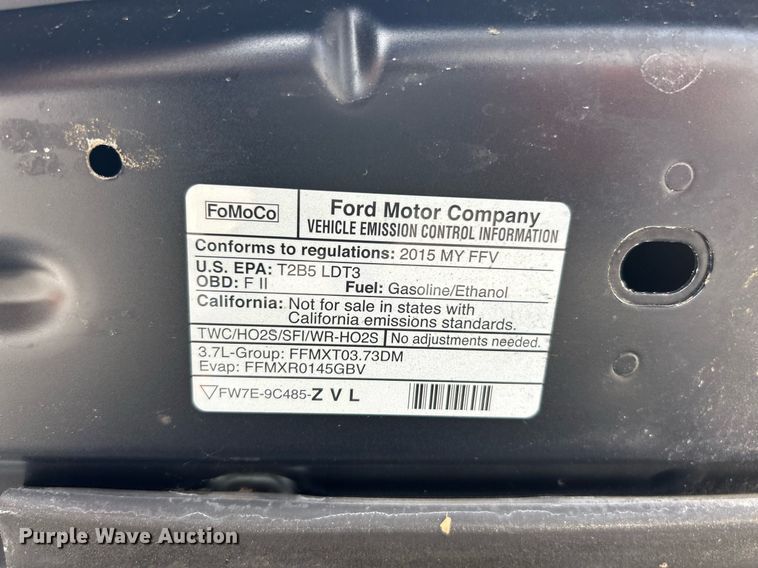 FoMoCo
Ford Motor Company
VEHICLE EMISSION CONTROL INFORMATION
Conforms to regulations: 2015 MY FFV
U.S. EPA: T2B5 LDT3
OBD: F II Fuel: Gasoline/Ethanol
California: Not for sale in states with
California emissions standards.
TWC/HO2S/SFI/WR-HO2S No adjustments needed.
3.7L-Group: FFMXT03.73DM
Evap: FFMXR0145GBV
FW7E-9C485-Z V L
Purple Wave Auction